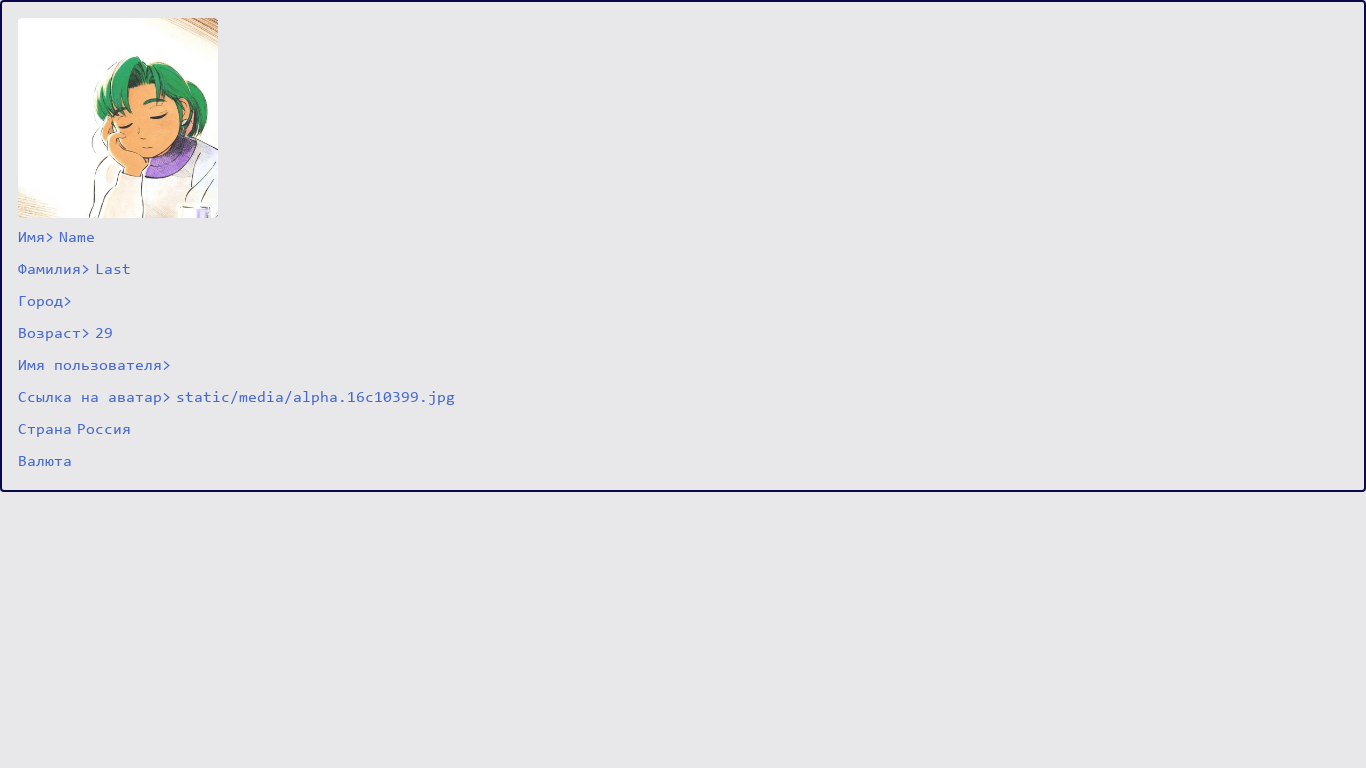 Имя> Name
Фамилия> Last
Город>
Возраст> 29
Имя пользователя>
Ссылка на аватар> static/media/alpha.16c10399.jpg
Страна Россия
Валюта